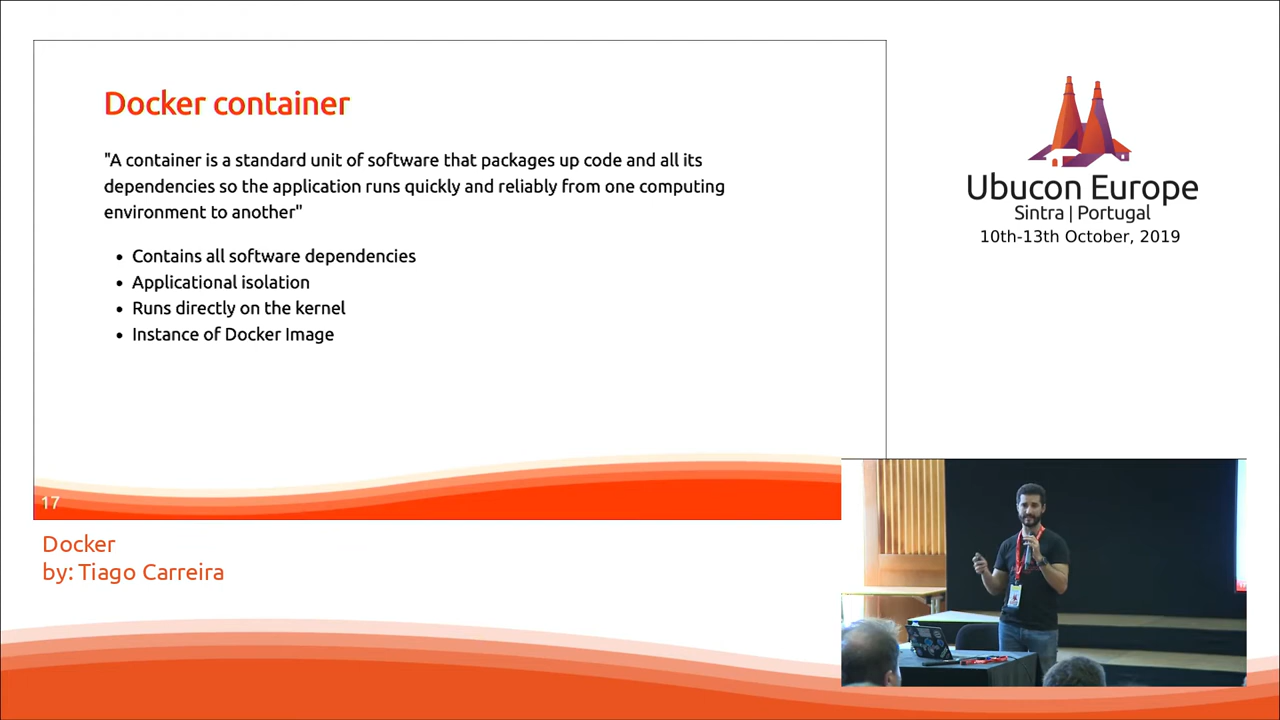 Docker container
"A container is a standard unit of software that packages up code and all its
dependencies so the application runs quickly and reliably from one computing
environment to another"
• Contains all software dependencies
• Applicational isolation
• Runs directly on the kernel
• Instance of Docker Image
17
Docker
by: Tiago Carreira
Ubucon Europe
Sintra | Portugal
10th-13th October, 2019